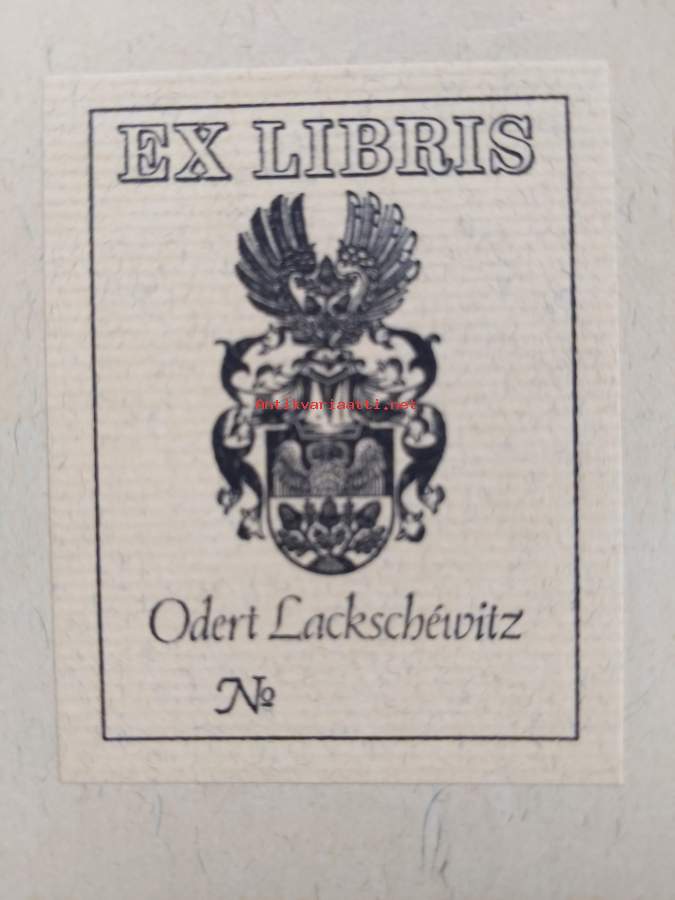 EX LIBRIS
Antikvariaatti.net
Odert Lackschéwitz
№